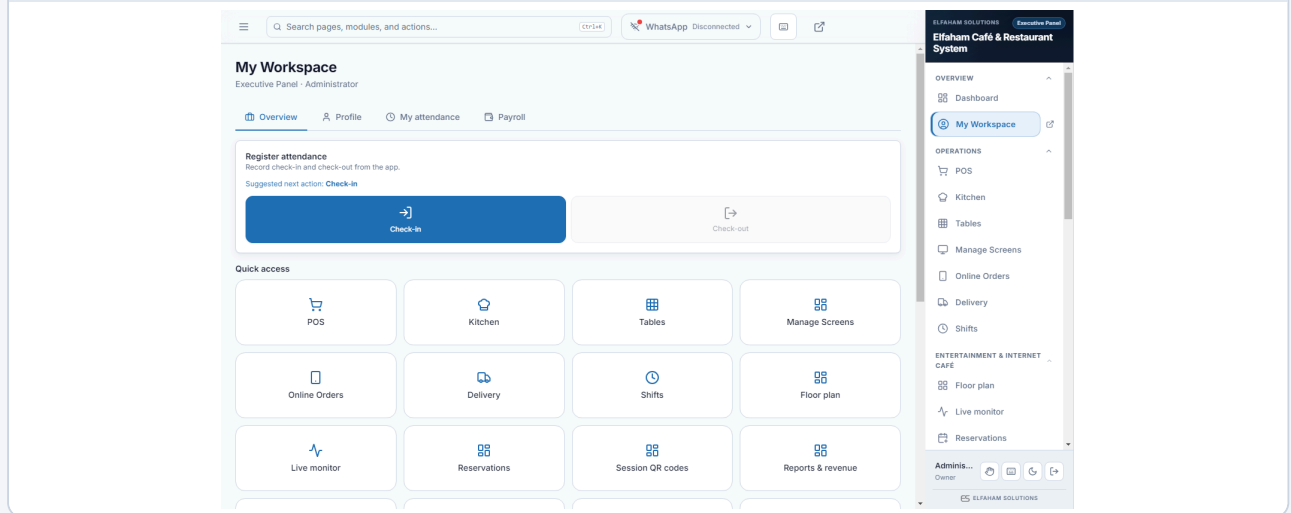 Search pages, modules, and actions...
Ctrl+K
WhatsApp Disconnected
My Workspace
Executive Panel · Administrator
Overview
Profile
My attendance
Payroll
Register attendance
Record check-in and check-out from the app.
Suggested next action: Check-in
Check-in
Check-out
Quick access
POS
Kitchen
Tables
Manage Screens
Online Orders
Delivery
Shifts
Floor plan
Live monitor
Reservations
Session QR codes
Reports & revenue
ELFAHAM SOLUTIONS
Executive Panel
Elfaham Café & Restaurant
System
OVERVIEW
Dashboard
My Workspace
OPERATIONS
POS
Kitchen
Tables
Manage Screens
Online Orders
Delivery
Shifts
ENTERTAINMENT & INTERNET
CAFÉ
Floor plan
Live monitor
Reservations
Adminis...
Owner
ELFAHAM SOLUTIONS